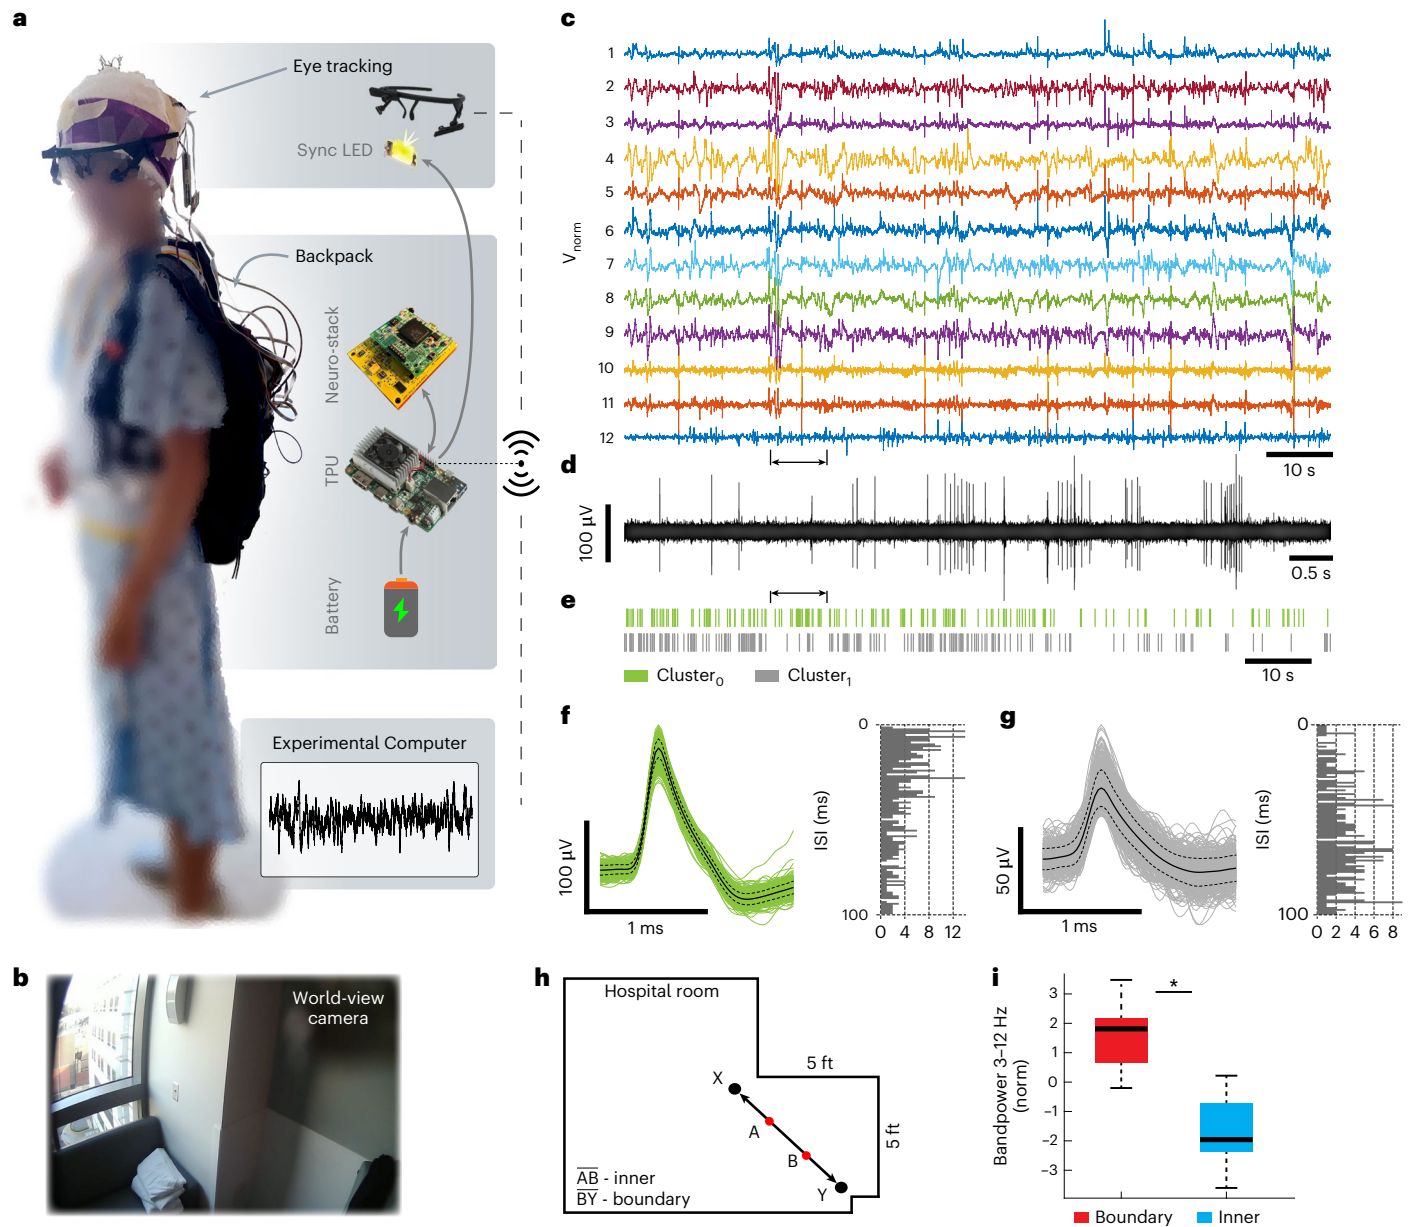 a
Eye tracking
Sync LED
Backpack
Neuro-stack
TPU
Battery
Experimental Computer
b
World-view
camera
c
1
2
3
4
5
6
7
8
9
10
11
12
Vnorm
10 s
d
100 µV
0.5 s
e
Cluster0
Cluster1
10 s
f
100 µV
1 ms
0
ISI (ms)
100
0 4 8 12
g
50 µV
1 ms
0
ISI (ms)
100
0 2 4 6 8
h
Hospital room
5 ft
5 ft
X
A
B
Y
AB - inner
BY - boundary
i
Bandpower 3–12 Hz
(norm)
3
2
1
0
–1
–2
–3
*
Boundary
Inner